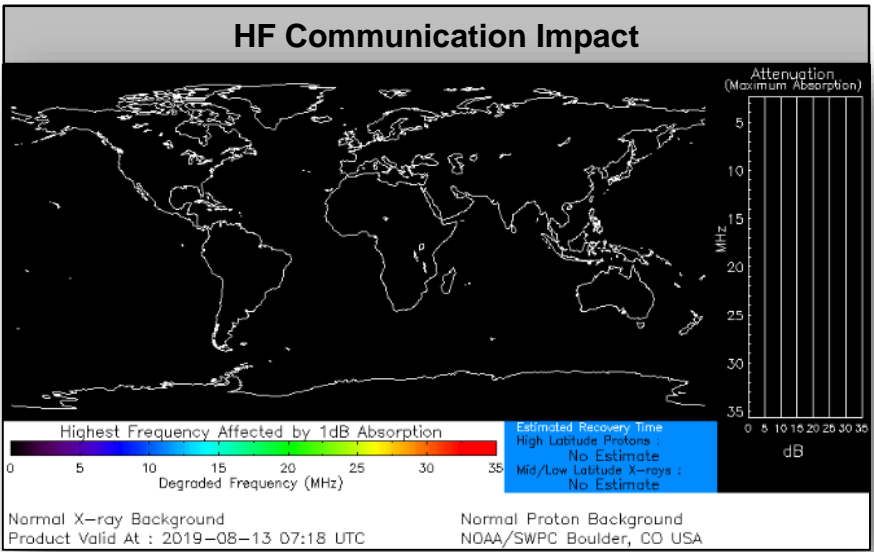 HF Communication Impact
Attenuation
(Maximum Absorption)
5
10
15
20
25
30
35
MHz
0 5 10 15 20 25 30 35
dB
Highest Frequency Affected by 1dB Absorption
0 5 10 15 20 25 30 35
Degraded Frequency (MHz)
Estimated Recovery Time
High Latitude Protons :
No Estimate
Mid/Low Latitude X-rays :
No Estimate
Normal X-ray Background
Product Valid At : 2019-08-13 07:18 UTC
Normal Proton Background
NOAA/SWPC Boulder, CO USA